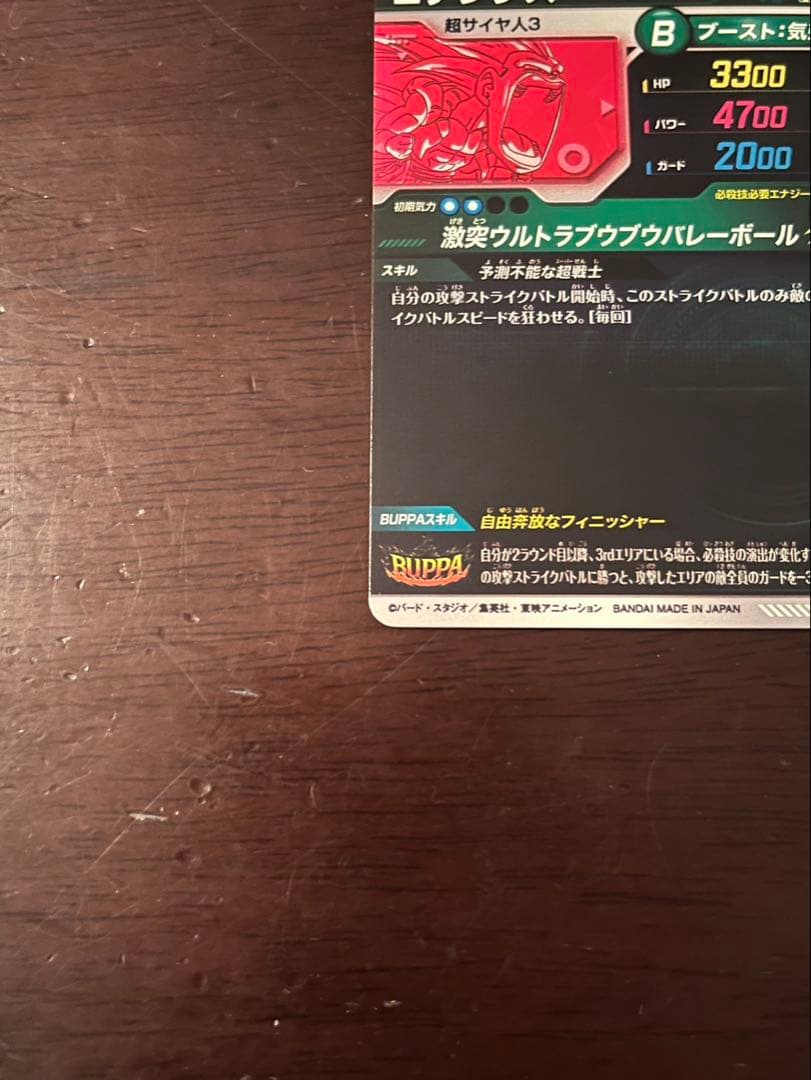 超サイヤ人3
B ブースト:気
HP 3300
パワー 4700
ガード 2000
初期気力
必殺技必要エナジー
激突ウルトラブウブウバレーボール
スキル 予測不能な超戦士
自分の攻撃ストライクバトル開始時、このストライクバトルのみ敵の
イクバトルスピードを狂わせる。[毎回]
BUPPAスキル 自由奔放なフィニッシャー
BUPPA
自分が2ラウンド目以降、3rdエリアにいる場合、必殺技の演出が変化す
の攻撃ストライクバトルに勝つと、攻撃したエリアの敵全員のガードを-3
©バード・スタジオ/集英社・東映アニメーション BANDAI MADE IN JAPAN